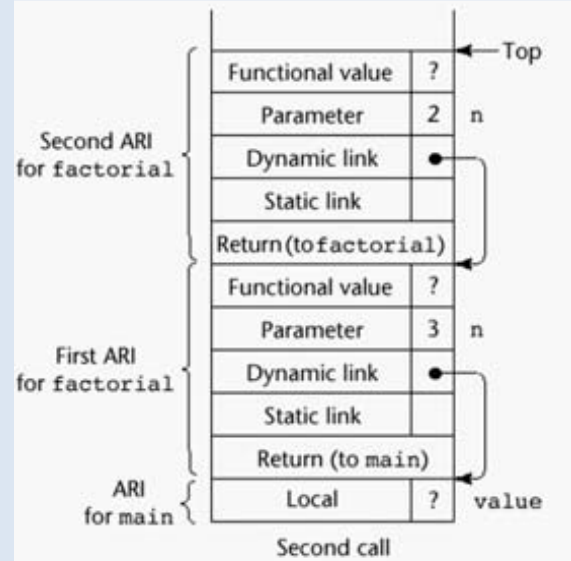 Top
Functional value ?
Parameter 2 n
Second ARI
for factorial
Dynamic link
Static link
Return (to factorial)
Functional value ?
Parameter 3 n
First ARI
for factorial
Dynamic link
Static link
Return (to main)
ARI
for main
Local ? value
Second call